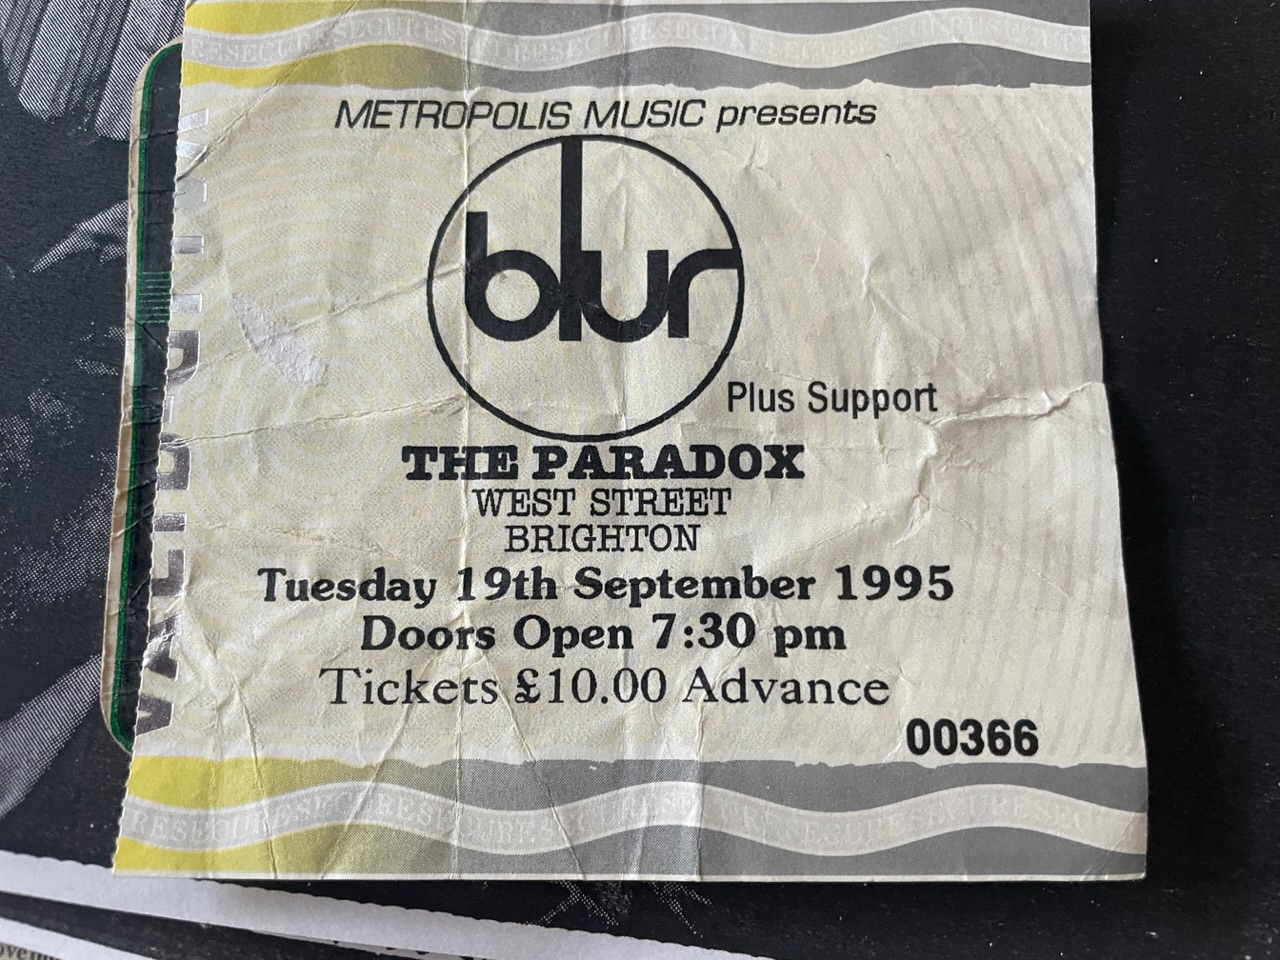 METROPOLIS MUSIC presents
blur
Plus Support
THE PARADOX
WEST STREET
BRIGHTON
Tuesday 19th September 1995
Doors Open 7:30 pm
Tickets £10.00 Advance
00366